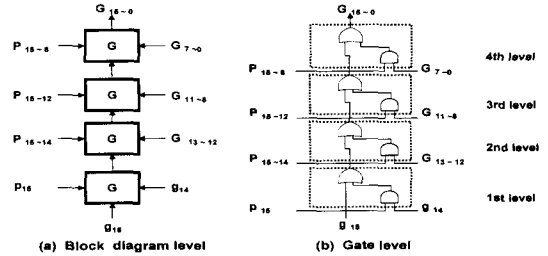 G 15~0
P 15~8
G
G 7~0
P 15~12
G
G 11~8
P 15~14
G
G 13~12
P15
G
g14
g15
(a) Block diagram level
G 15~0
4th level
P 15~8
G 7~0
3rd level
P 15~12
G 11~8
2nd level
P 15~14
G 13~12
1st level
P 15
g 14
g 15
(b) Gate level